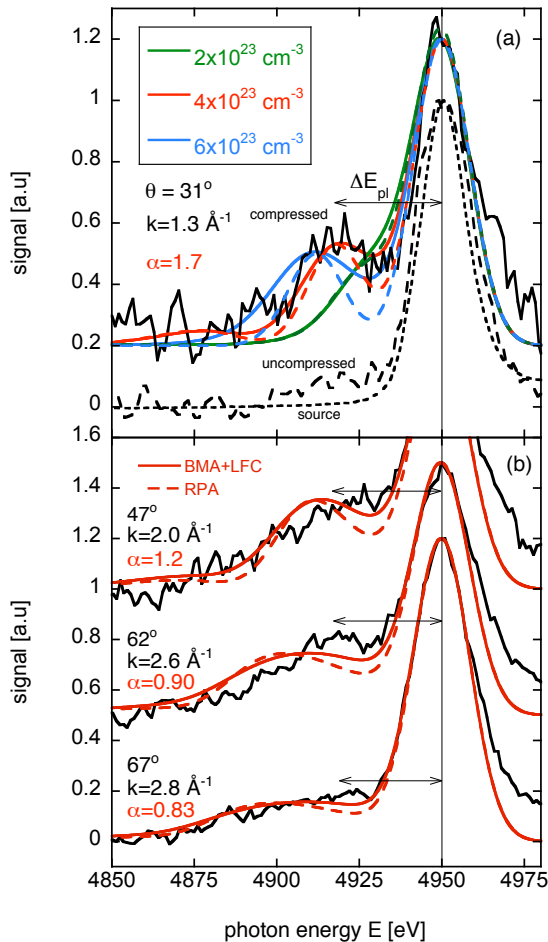 (a)
1.2
1
0.8
0.6
0.4
0.2
0
signal [a.u]
2x10²³ cm⁻³
4x10²³ cm⁻³
6x10²³ cm⁻³
θ = 31°
k=1.3 Å⁻¹
α=1.7
compressed
ΔE_pl
uncompressed
source
(b)
1.6
1.4
1.2
1
0.8
0.6
0.4
0.2
0
signal [a.u]
BMA+LFC
RPA
47°
k=2.0 Å⁻¹
α=1.2
62°
k=2.6 Å⁻¹
α=0.90
67°
k=2.8 Å⁻¹
α=0.83
4850 4875 4900 4925 4950 4975
photon energy E [eV]